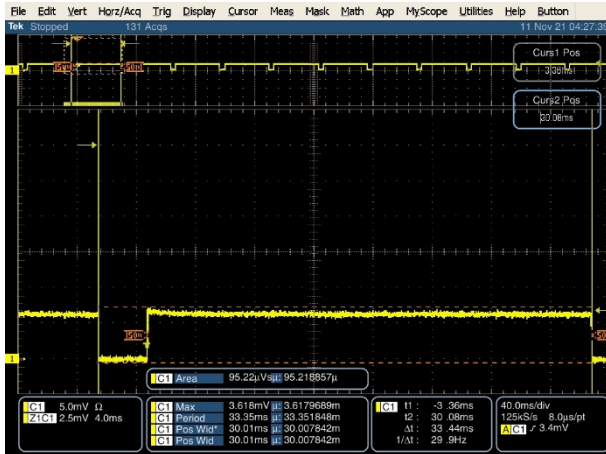 File Edit Vert Horz/Acq Trig Display Cursor Meas Mask Math App MyScope Utilities Help Button
Tek Stopped 131 Acqs 11 Nov 21 04:27:39
Curs1 Pos
-3.36ms
Curs2 Pos
30.08ms
1
1
C1 Area 95.22µVs µ: 95.218857µ
C1 5.0mV Ω
Z1C1 2.5mV 4.0ms
C1 Max 3.618mV µ: 3.6179689m
C1 Period 33.35ms µ: 33.351848m
C1 Pos Wid* 30.01ms µ: 30.007842m
C1 Pos Wid 30.01ms µ: 30.007842m
C1 t1: -3.36ms
t2: 30.08ms
Δt: 33.44ms
1/Δt: 29.9Hz
40.0ms/div
125kS/s 8.0µs/pt
A C1 ƒ 3.4mV